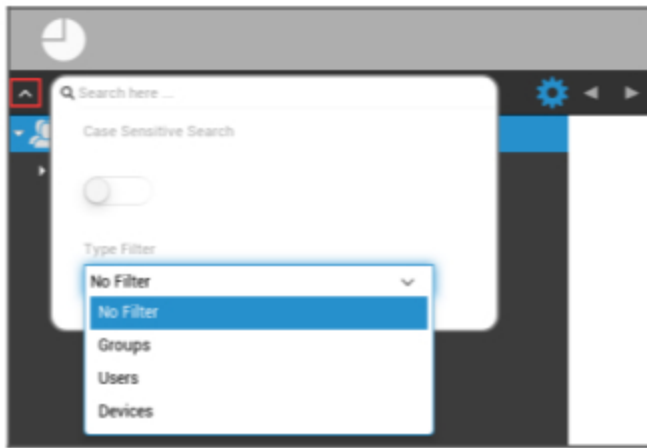 Search here ...
Case Sensitive Search
Type Filter
No Filter
No Filter
Groups
Users
Devices